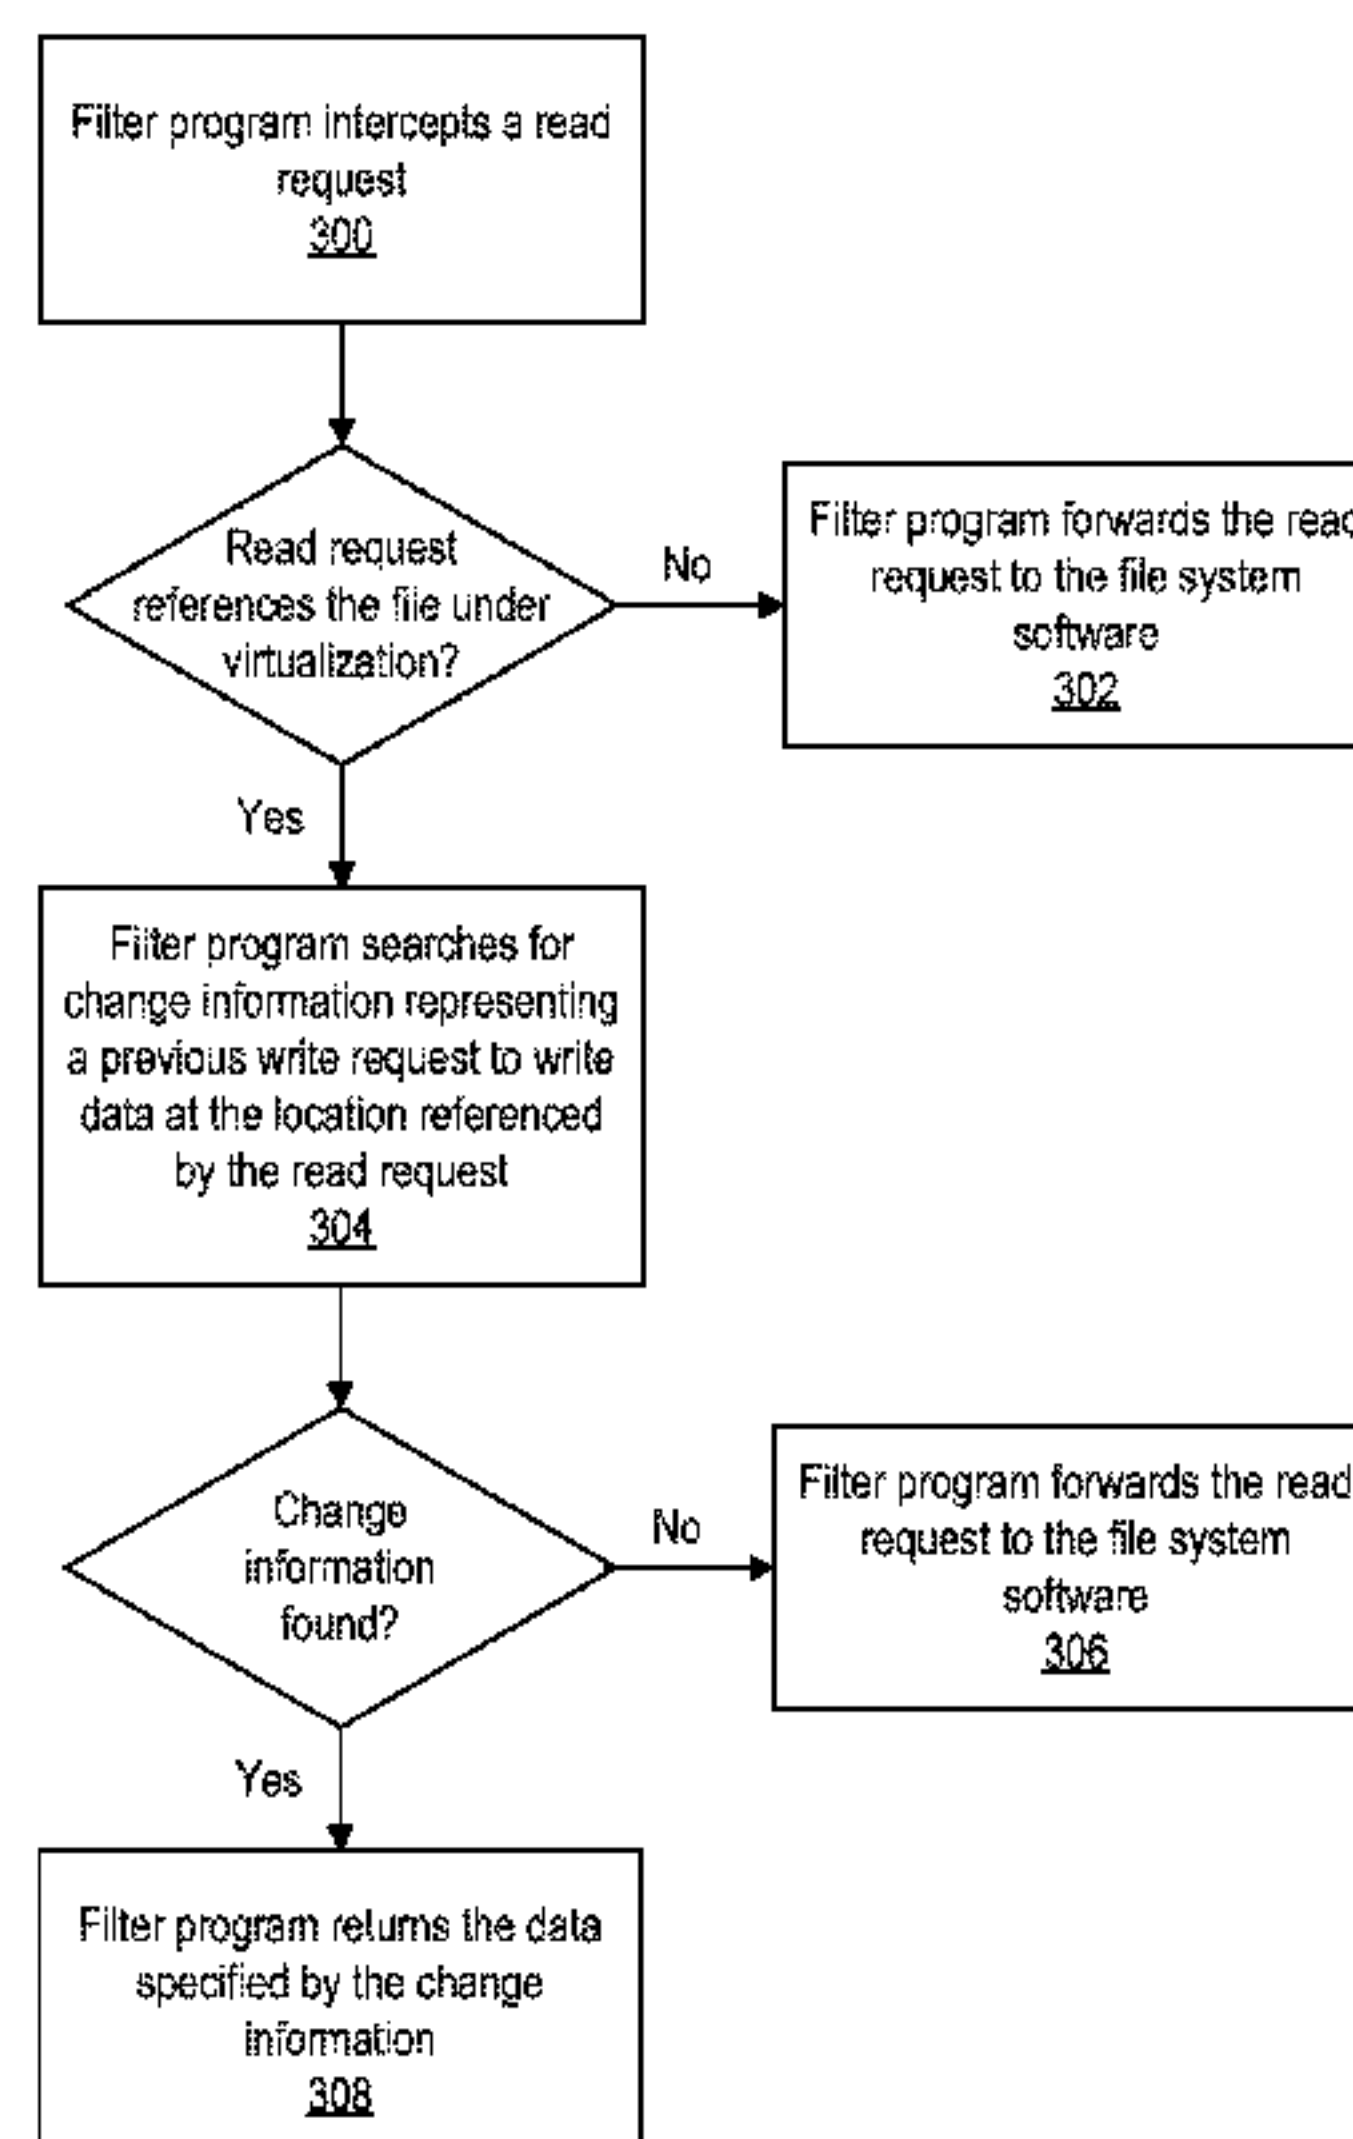 Filter program intercepts a read
request
300
Read request
references the file under
virtualization?
No
Filter program forwards the read
request to the file system
software
302
Yes
Filter program searches for
change information representing
a previous write request to write
data at the location referenced
by the read request
304
Change
information
found?
No
Filter program forwards the read
request to the file system
software
306
Yes
Filter program returns the data
specified by the change
information
308